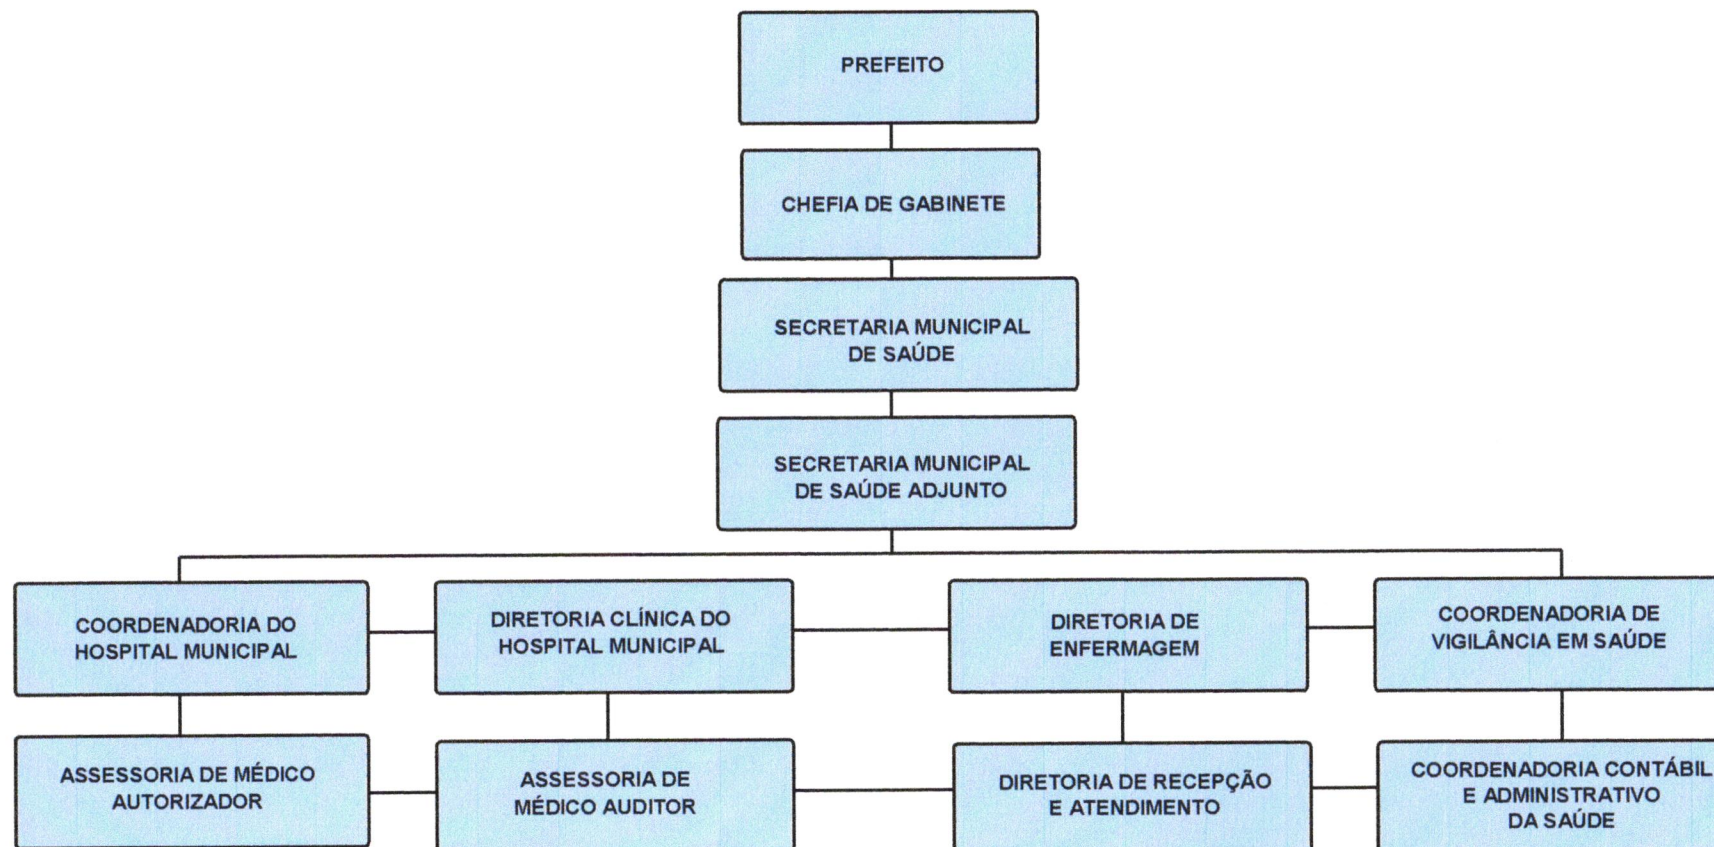 PREFEITO
CHEFIA DE GABINETE
SECRETARIA MUNICIPAL
DE SAÚDE
SECRETARIA MUNICIPAL
DE SAÚDE ADJUNTO
COORDENADORIA DO
HOSPITAL MUNICIPAL
DIRETORIA CLÍNICA DO
HOSPITAL MUNICIPAL
DIRETORIA DE
ENFERMAGEM
COORDENADORIA DE
VIGILÂNCIA EM SAÚDE
ASSESSORIA DE MÉDICO
AUTORIZADOR
ASSESSORIA DE
MÉDICO AUDITOR
DIRETORIA DE RECEPÇÃO
E ATENDIMENTO
COORDENADORIA CONTÁBIL
E ADMINISTRATIVO
DA SAÚDE